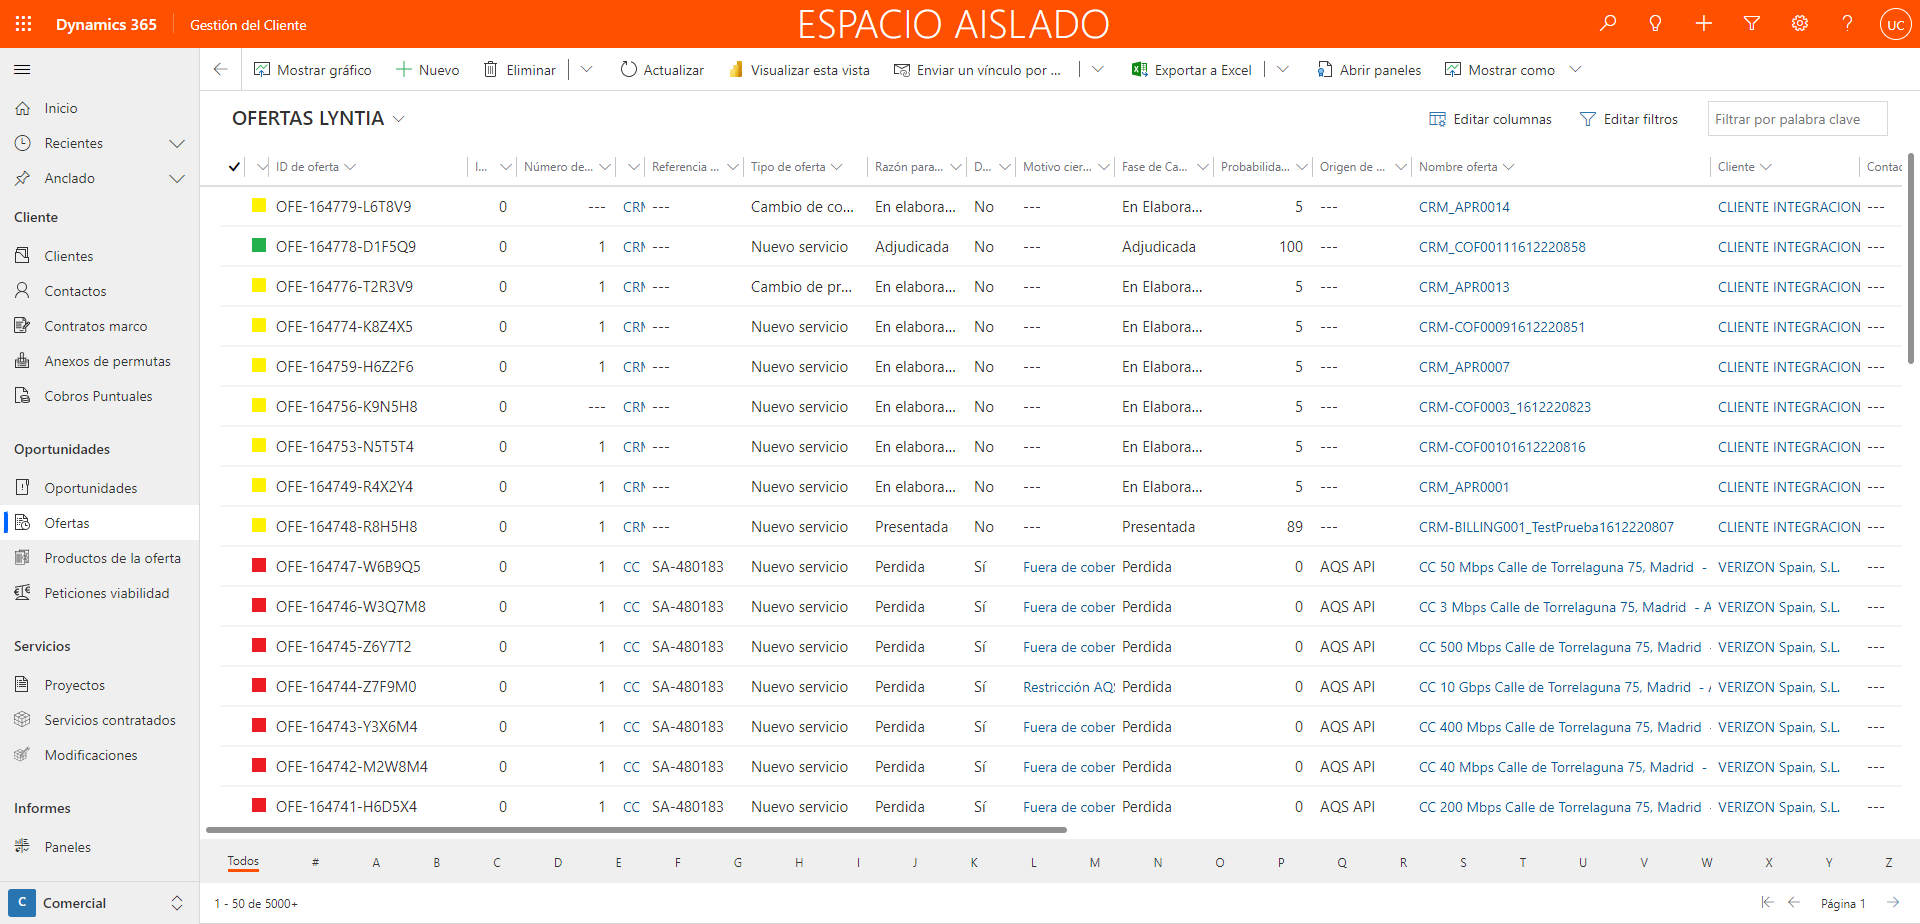 Dynamics 365 Gestión del Cliente ESPACIO AISLADO UC
Mostrar gráfico Nuevo Eliminar Actualizar Visualizar esta vista Enviar un vínculo por ... Exportar a Excel Abrir paneles Mostrar como
Inicio
Recientes
Anclado
Cliente
Clientes
Contactos
Contratos marco
Anexos de permutas
Cobros Puntuales
Oportunidades
Oportunidades
Ofertas
Productos de la oferta
Peticiones viabilidad
Servicios
Proyectos
Servicios contratados
Modificaciones
Informes
Paneles
C Comercial
OFERTAS LYNTIA Editar columnas Editar filtros Filtrar por palabra clave
ID de oferta I... Número de... Referencia ... Tipo de oferta Razón para... D... Motivo cier... Fase de Ca... Probabilida... Origen de ... Nombre oferta Cliente Contac
OFE-164779-L6T8V9 0 --- CRM --- Cambio de co... En elabora... No --- En Elabora... 5 --- CRM_APR0014 CLIENTE INTEGRACION ---
OFE-164778-D1F5Q9 0 1 CRM --- Nuevo servicio Adjudicada No --- Adjudicada 100 --- CRM_COF00111612220858 CLIENTE INTEGRACION ---
OFE-164776-T2R3V9 0 1 CRM --- Cambio de pr... En elabora... No --- En Elabora... 5 --- CRM_APR0013 CLIENTE INTEGRACION ---
OFE-164774-K8Z4X5 0 1 CRM --- Nuevo servicio En elabora... No --- En Elabora... 5 --- CRM-COF00091612220851 CLIENTE INTEGRACION ---
OFE-164759-H6Z2F6 0 1 CRM --- Nuevo servicio En elabora... No --- En Elabora... 5 --- CRM_APR0007 CLIENTE INTEGRACION ---
OFE-164756-K9N5H8 0 --- CRM --- Nuevo servicio En elabora... No --- En Elabora... 5 --- CRM-COF0003_1612220823 CLIENTE INTEGRACION ---
OFE-164753-N5T5T4 0 1 CRM --- Nuevo servicio En elabora... No --- En Elabora... 5 --- CRM-COF00101612220816 CLIENTE INTEGRACION ---
OFE-164749-R4X2Y4 0 1 CRM --- Nuevo servicio En elabora... No --- En Elabora... 5 --- CRM_APR0001 CLIENTE INTEGRACION ---
OFE-164748-R8H5H8 0 1 CRM --- Nuevo servicio Presentada No --- Presentada 89 --- CRM-BILLING001_TestPrueba1612220807 CLIENTE INTEGRACION ---
OFE-164747-W6B9Q5 0 1 CC SA-480183 Nuevo servicio Perdida Sí Fuera de cober Perdida 0 AQS API CC 50 Mbps Calle de Torrelaguna 75, Madrid - VERIZON Spain, S.L. ---
OFE-164746-W3Q7M8 0 1 CC SA-480183 Nuevo servicio Perdida Sí Fuera de cober Perdida 0 AQS API CC 3 Mbps Calle de Torrelaguna 75, Madrid - A VERIZON Spain, S.L. ---
OFE-164745-Z6Y7T2 0 1 CC SA-480183 Nuevo servicio Perdida Sí Fuera de cober Perdida 0 AQS API CC 500 Mbps Calle de Torrelaguna 75, Madrid - VERIZON Spain, S.L. ---
OFE-164744-Z7F9M0 0 1 CC SA-480183 Nuevo servicio Perdida Sí Restricción AQS Perdida 0 AQS API CC 10 Gbps Calle de Torrelaguna 75, Madrid - A VERIZON Spain, S.L. ---
OFE-164743-Y3X6M4 0 1 CC SA-480183 Nuevo servicio Perdida Sí Fuera de cober Perdida 0 AQS API CC 400 Mbps Calle de Torrelaguna 75, Madrid - VERIZON Spain, S.L. ---
OFE-164742-M2W8M4 0 1 CC SA-480183 Nuevo servicio Perdida Sí Fuera de cober Perdida 0 AQS API CC 40 Mbps Calle de Torrelaguna 75, Madrid - VERIZON Spain, S.L. ---
OFE-164741-H6D5X4 0 1 CC SA-480183 Nuevo servicio Perdida Sí Fuera de cober Perdida 0 AQS API CC 200 Mbps Calle de Torrelaguna 75, Madrid - VERIZON Spain, S.L. ---
Todos # A B C D E F G H I J K L M N O P Q R S T U V W X Y Z
1 - 50 de 5000+ Página 1